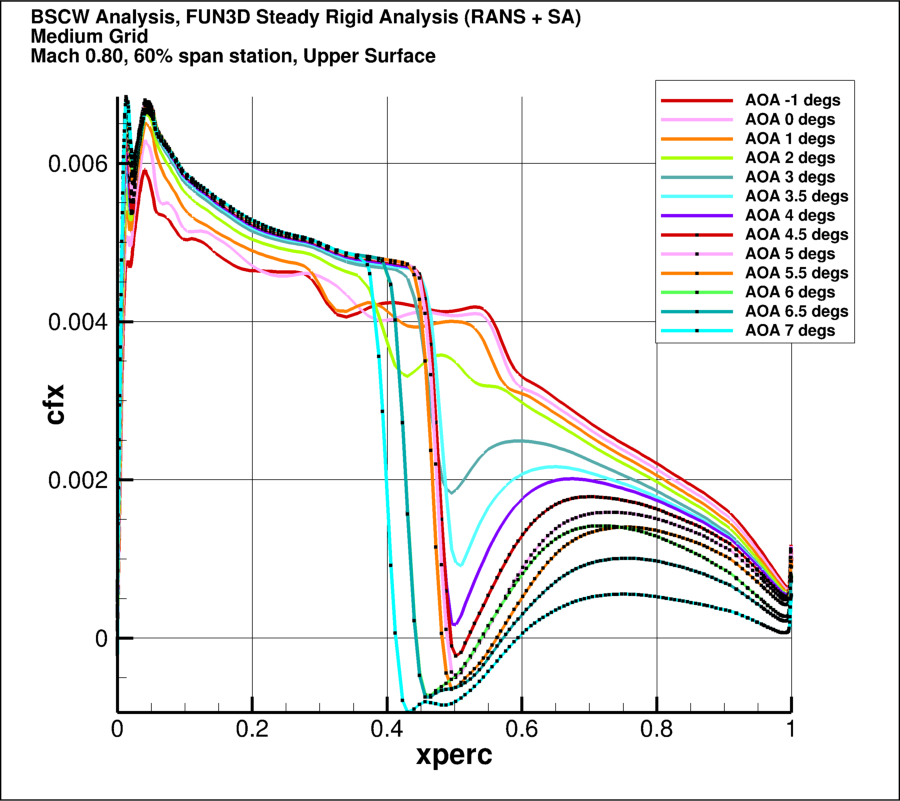 BSCW Analysis, FUN3D Steady Rigid Analysis (RANS + SA)
Medium Grid
Mach 0.80, 60% span station, Upper Surface
AOA -1 degs
AOA 0 degs
AOA 1 degs
AOA 2 degs
AOA 3 degs
AOA 3.5 degs
AOA 4 degs
AOA 4.5 degs
AOA 5 degs
AOA 5.5 degs
AOA 6 degs
AOA 6.5 degs
AOA 7 degs
cfx
0.006
0.004
0.002
0
0 0.2 0.4 0.6 0.8 1
xperc